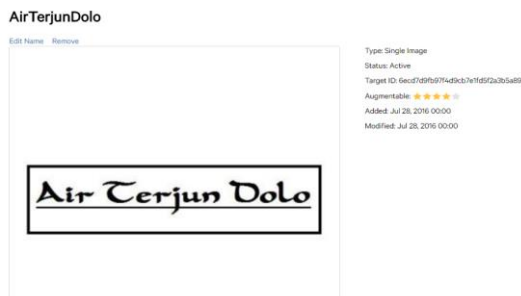 AirTerjunDolo
Edit Name Remove
Type: Single Image
Status: Active
Target ID: 6ecd7d9fb97f4d9cb7e1fd5f2a3b5a89
Augmentable:
Added: Jul 28, 2016 00:00
Modified: Jul 28, 2016 00:00
Air Terjun Dolo